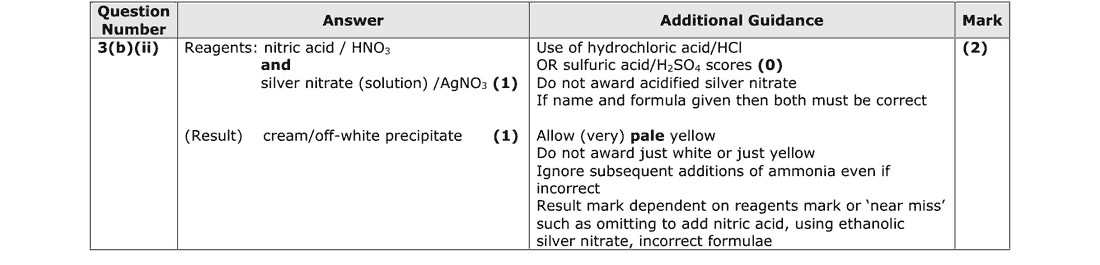 Question Number Answer Additional Guidance Mark
3(b)(ii) Reagents: nitric acid / HNO₃ Use of hydrochloric acid/HCl (2)
and OR sulfuric acid/H₂SO₄ scores (0)
silver nitrate (solution) /AgNO₃ (1) Do not award acidified silver nitrate
If name and formula given then both must be correct
(Result) cream/off-white precipitate (1) Allow (very) pale yellow
Do not award just white or just yellow
Ignore subsequent additions of ammonia even if
incorrect
Result mark dependent on reagents mark or ‘near miss’
such as omitting to add nitric acid, using ethanolic
silver nitrate, incorrect formulae